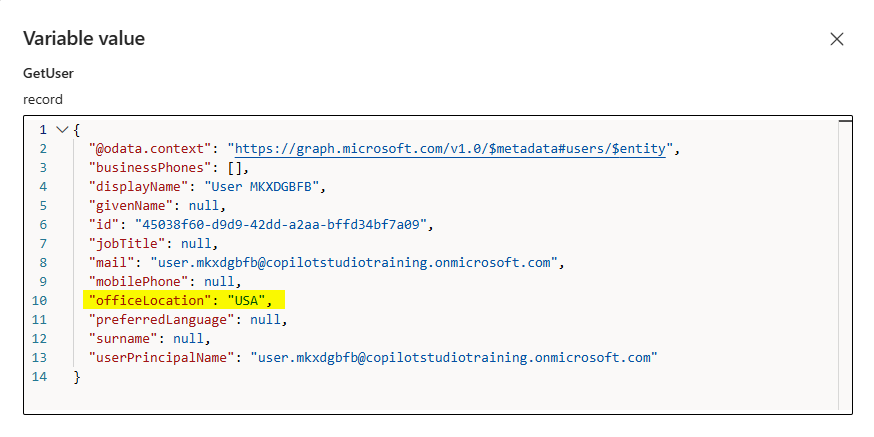 Variable value
GetUser
record
1 {
2 "@odata.context": "https://graph.microsoft.com/v1.0/$metadata#users/$entity",
3 "businessPhones": [],
4 "displayName": "User MKXDGBFB",
5 "givenName": null,
6 "id": "45038f60-d9d9-42dd-a2aa-bffd34bf7a09",
7 "jobTitle": null,
8 "mail": "user.mkxdgbfb@copilotstudiotraining.onmicrosoft.com",
9 "mobilePhone": null,
10 "officeLocation": "USA",
11 "preferredLanguage": null,
12 "surname": null,
13 "userPrincipalName": "user.mkxdgbfb@copilotstudiotraining.onmicrosoft.com"
14 }